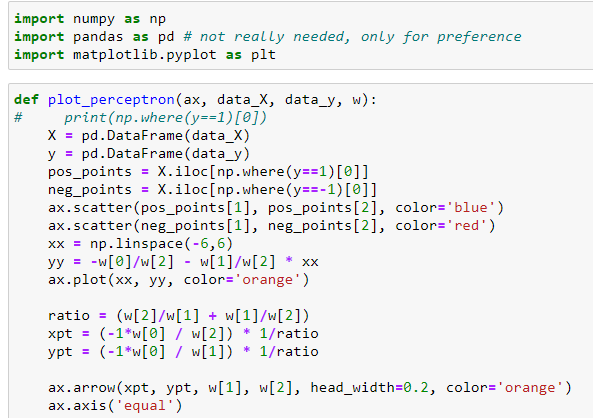 import numpy as np
import pandas as pd # not really needed, only for preference
import matplotlib.pyplot as plt
def plot_perceptron(ax, data_X, data_y, w):
#     print(np.where(y==1)[0])
    X = pd.DataFrame(data_X)
    y = pd.DataFrame(data_y)
    pos_points = X.iloc[np.where(y==1)[0]]
    neg_points = X.iloc[np.where(y==-1)[0]]
    ax.scatter(pos_points[1], pos_points[2], color='blue')
    ax.scatter(neg_points[1], neg_points[2], color='red')
    xx = np.linspace(-6,6)
    yy = -w[0]/w[2] - w[1]/w[2] * xx
    ax.plot(xx, yy, color='orange')
    ratio = (w[2]/w[1] + w[1]/w[2])
    xpt = (-1*w[0] / w[2]) * 1/ratio
    ypt = (-1*w[0] / w[1]) * 1/ratio
    ax.arrow(xpt, ypt, w[1], w[2], head_width=0.2, color='orange')
    ax.axis('equal')